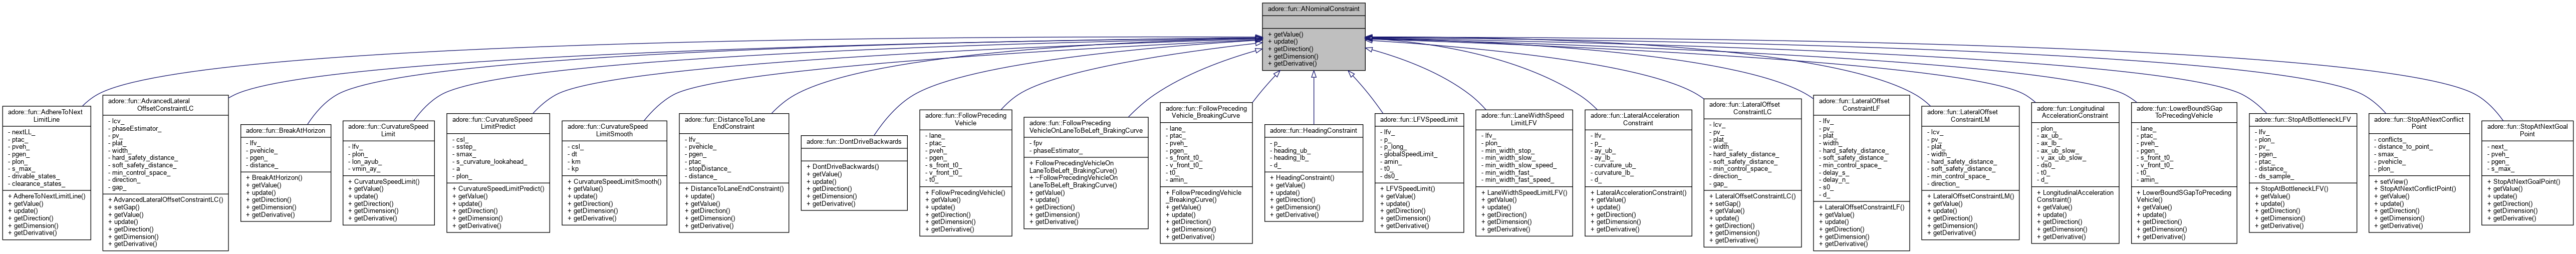 adore::fun::ANominalConstraint
+ getValue()
+ update()
+ getDirection()
+ getDimension()
+ getDerivative()
adore::fun::AdhereToNext
LimitLine
- nextLL_
- ptac_
- pveh_
- pgen_
- plon_
- s_max_
- drivable_states_
- clearance_states_
+ AdhereToNextLimitLine()
+ getValue()
+ update()
+ getDirection()
+ getDimension()
+ getDerivative()
adore::fun::AdvancedLateral
OffsetConstraintLC
- lcv_
- phaseEstimator_
- pv_
- plat_
- width_
- hard_safety_distance_
- soft_safety_distance_
- min_control_space_
- direction_
- gap_
+ AdvancedLateralOffsetConstraintLC()
+ setGap()
+ getValue()
+ update()
+ getDirection()
+ getDimension()
+ getDerivative()
adore::fun::BreakAtHorizon
- lfv_
- pvehicle_
- pgen_
- distance_
+ BreakAtHorizon()
+ getValue()
+ update()
+ getDirection()
+ getDimension()
+ getDerivative()
adore::fun::CurvatureSpeed
Limit
- lfv_
- plon_
- lon_ayub_
- vmin_ay_
+ CurvatureSpeedLimit()
+ getValue()
+ update()
+ getDirection()
+ getDimension()
+ getDerivative()
adore::fun::CurvatureSpeed
LimitPredict
- csl_
- sstep_
- smax_
- s_curvature_lookahead_
- a
- plon_
+ CurvatureSpeedLimitPredict()
+ getValue()
+ update()
+ getDirection()
+ getDimension()
+ getDerivative()
adore::fun::CurvatureSpeed
LimitSmooth
- csl_
- dt
- km
- kp
+ CurvatureSpeedLimitSmooth()
+ getValue()
+ update()
+ getDirection()
+ getDimension()
+ getDerivative()
adore::fun::DistanceToLane
EndConstraint
- lfv_
- pvehicle_
- pgen_
- ptac_
- stopDistance_
- distance_
+ DistanceToLaneEndConstraint()
+ update()
+ getValue()
+ getDirection()
+ getDimension()
+ getDerivative()
adore::fun::DontDriveBackwards
+ DontDriveBackwards()
+ getValue()
+ update()
+ getDirection()
+ getDimension()
+ getDerivative()
adore::fun::FollowPreceding
Vehicle
- lane_
- ptac_
- pveh_
- pgen_
- s_front_t0_
- v_front_t0_
- t0_
+ FollowPrecedingVehicle()
+ getValue()
+ update()
+ getDirection()
+ getDimension()
+ getDerivative()
adore::fun::FollowPreceding
VehicleOnLaneToBeLeft_BrakingCurve
- fpv
- phaseEstimator_
+ FollowPrecedingVehicleOn
LaneToBeLeft_BrakingCurve()
+ ~FollowPrecedingVehicleOn
LaneToBeLeft_BrakingCurve()
+ getValue()
+ update()
+ getDirection()
+ getDimension()
+ getDerivative()
adore::fun::FollowPreceding
Vehicle_BreakingCurve
- lane_
- ptac_
- pveh_
- pgen_
- s_front_t0_
- v_front_t0_
- t0_
- amin_
+ FollowPrecedingVehicle
_BreakingCurve()
+ getValue()
+ update()
+ getDirection()
+ getDimension()
+ getDerivative()
adore::fun::HeadingConstraint
- p_
- heading_ub_
- heading_lb_
- d_
+ HeadingConstraint()
+ getValue()
+ update()
+ getDirection()
+ getDimension()
+ getDerivative()
adore::fun::LFVSpeedLimit
- lfv_
- p_
- p_long_
- globalSpeedLimit_
- amin_
- t0_
- ds0_
+ LFVSpeedLimit()
+ getValue()
+ update()
+ getDirection()
+ getDimension()
+ getDerivative()
adore::fun::LaneWidthSpeed
LimitLFV
- lfv_
- plon_
- min_width_stop_
- min_width_slow_
- min_width_slow_speed_
- min_width_fast_
- min_width_fast_speed_
+ LaneWidthSpeedLimitLFV()
+ getValue()
+ update()
+ getDirection()
+ getDimension()
+ getDerivative()
adore::fun::LateralAcceleration
Constraint
- lfv_
- p_
- ay_ub_
- ay_lb_
- curvature_ub_
- curvature_lb_
- d_
+ LateralAccelerationConstraint()
+ getValue()
+ update()
+ getDirection()
+ getDimension()
+ getDerivative()
adore::fun::LateralOffset
ConstraintLC
- lcv_
- pv_
- plat_
- width_
- hard_safety_distance_
- soft_safety_distance_
- min_control_space_
- direction_
- gap_
+ LateralOffsetConstraintLC()
+ setGap()
+ getValue()
+ update()
+ getDirection()
+ getDimension()
+ getDerivative()
adore::fun::LateralOffset
ConstraintLF
- lfv_
- pv_
- plat_
- width_
- hard_safety_distance_
- soft_safety_distance_
- min_control_space_
- delay_s_
- delay_n_
- s0_
- d_
+ LateralOffsetConstraintLF()
+ getValue()
+ update()
+ getDirection()
+ getDimension()
+ getDerivative()
adore::fun::LateralOffset
ConstraintLM
- lcv_
- pv_
- plat_
- width_
- hard_safety_distance_
- soft_safety_distance_
- min_control_space_
- direction_
+ LateralOffsetConstraintLM()
+ getValue()
+ update()
+ getDirection()
+ getDimension()
+ getDerivative()
adore::fun::Longitudinal
AccelerationConstraint
- plon_
- ax_ub_
- ax_lb_
- ax_ub_slow_
- v_ax_ub_slow_
- ds0_
- t0_
- d_
+ LongitudinalAcceleration
Constraint()
+ getValue()
+ update()
+ getDirection()
+ getDimension()
+ getDerivative()
adore::fun::LowerBoundSGap
ToPrecedingVehicle
- lane_
- ptac_
- pveh_
- pgen_
- s_front_t0_
- v_front_t0_
- t0_
- amin_
+ LowerBoundSGapToPreceding
Vehicle()
+ getValue()
+ update()
+ getDirection()
+ getDimension()
+ getDerivative()
adore::fun::StopAtBottleneckLFV
- lfv_
- plon_
- pv_
- pgen_
- ptac_
- distance_
- ds_sample_
+ StopAtBottleneckLFV()
+ getValue()
+ update()
+ getDirection()
+ getDimension()
+ getDerivative()
adore::fun::StopAtNextConflict
Point
- conflicts_
- distance_to_point_
- smax_
- pvehicle_
- pgen_
- plon_
+ setView()
+ StopAtNextConflictPoint()
+ getValue()
+ update()
+ getDirection()
+ getDimension()
+ getDerivative()
adore::fun::StopAtNextGoal
Point
- next_
- pveh_
- pgen_
- plon_
- s_max_
+ StopAtNextGoalPoint()
+ getValue()
+ update()
+ getDirection()
+ getDimension()
+ getDerivative()